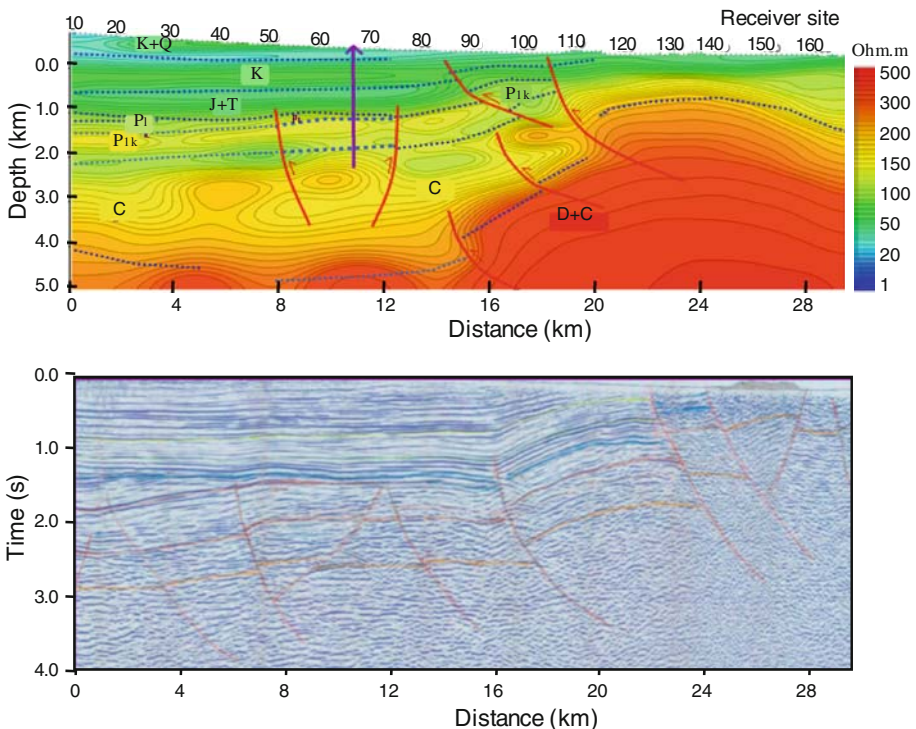 Receiver site
10 20 30 40 50 60 70 80 90 100 110 120 130 140 150 160
Ohm.m
K+Q
K
J+T
P1
P1k
P1k
C
C
D+C
Depth (km)
0.0
1.0
2.0
3.0
4.0
5.0
0 4 8 12 16 20 24 28
Distance (km)
500
300
200
150
100
50
20
1
Time (s)
0.0
1.0
2.0
3.0
4.0
0 4 8 12 16 20 24 28
Distance (km)